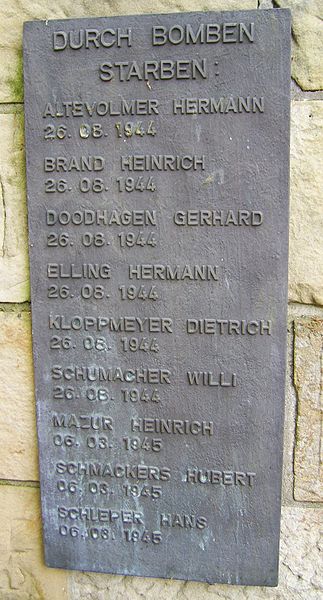 DURCH BOMBEN
STARBEN:
ALTEVOLMER HERMANN
26.08.1944
BRAND HEINRICH
26.08.1944
DOODHAGEN GERHARD
26.08.1944
ELLING HERMANN
26.08.1944
KLOPPMEYER DIETRICH
26.08.1944
SCHUMACHER WILLI
26.08.1944
MAZUR HEINRICH
06.03.1945
SCHMACKERS HUBERT
06.03.1945
SCHLEPER HANS
06.03.1945